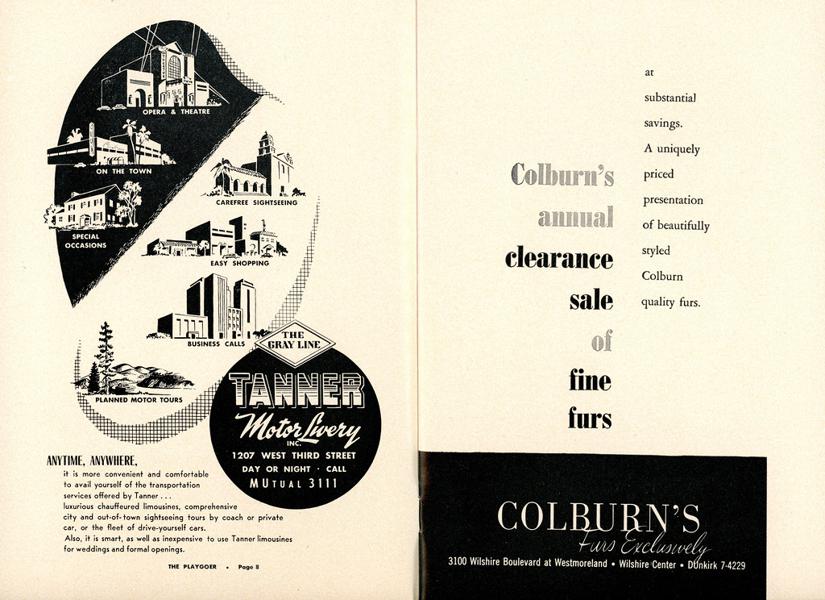 OPERA & THEATRE
ON THE TOWN
CAREFREE SIGHTSEEING
SPECIAL
OCCASIONS
EASY SHOPPING
BUSINESS CALLS
PLANNED MOTOR TOURS
THE
GRAY LINE
TANNER
Motor Livery
INC.
1207 WEST THIRD STREET
DAY OR NIGHT · CALL
MUTUAL 3111
ANYTIME, ANYWHERE,
it is more convenient and comfortable
to avail yourself of the transportation
services offered by Tanner . . .
luxurious chauffeured limousines, comprehensive
city and out-of-town sightseeing tours by coach or private
car, or the fleet of drive-yourself cars.
Also, it is smart, as well as inexpensive to use Tanner limousines
for weddings and formal openings.
THE PLAYGOER • Page 8
Colburn's
annual
clearance
sale
of
fine
furs
at
substantial
savings.
A uniquely
priced
presentation
of beautifully
styled
Colburn
quality furs.
COLBURN'S
Furs Exclusively
3100 Wilshire Boulevard at Westmoreland • Wilshire Center • DUnkirk 7-4229